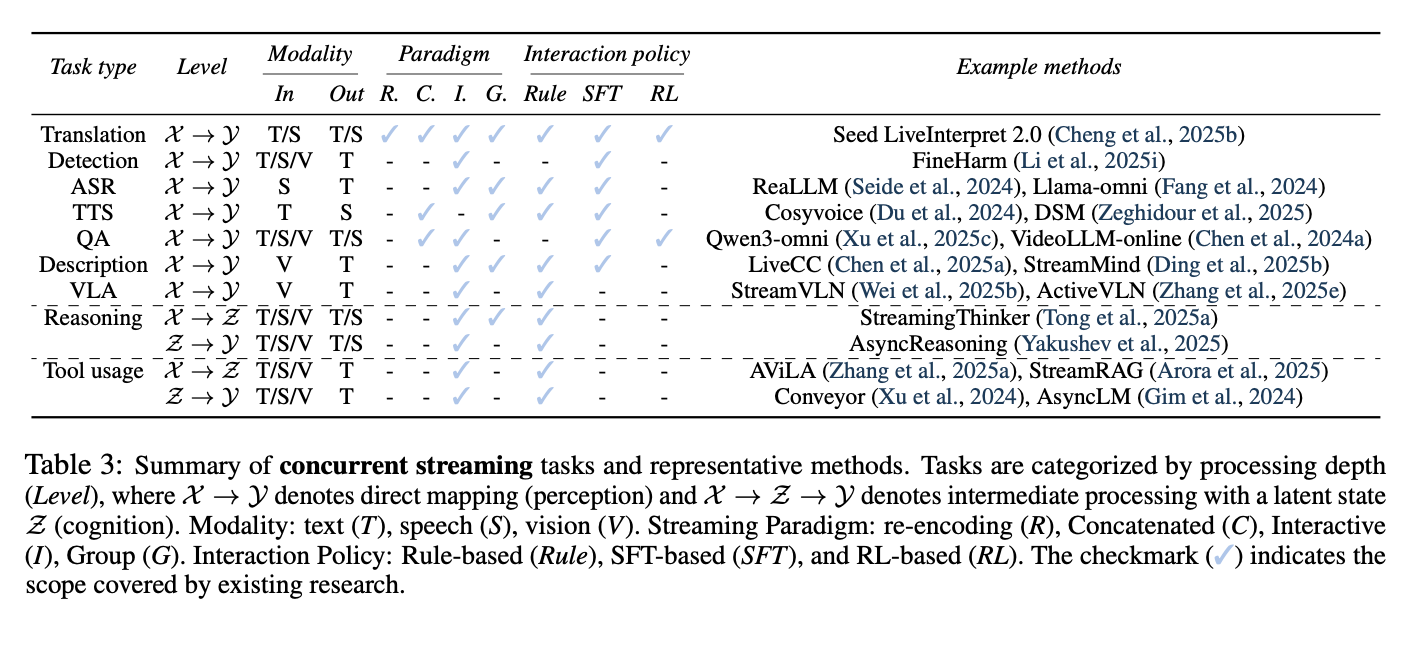 Task type Level Modality Paradigm Interaction policy Example methods
In Out R. C. I. G. Rule SFT RL
Translation 𝒳 → 𝒴 T/S T/S ✓ ✓ ✓ ✓ ✓ ✓ ✓ Seed LiveInterpret 2.0 (Cheng et al., 2025b)
Detection 𝒳 → 𝒴 T/S/V T - - ✓ - - ✓ - FineHarm (Li et al., 2025i)
ASR 𝒳 → 𝒴 S T - - ✓ ✓ ✓ ✓ - ReaLLM (Seide et al., 2024), Llama-omni (Fang et al., 2024)
TTS 𝒳 → 𝒴 T S - ✓ - ✓ ✓ ✓ - Cosyvoice (Du et al., 2024), DSM (Zeghidour et al., 2025)
QA 𝒳 → 𝒴 T/S/V T/S - ✓ ✓ - - ✓ ✓ Qwen3-omni (Xu et al., 2025c), VideoLLM-online (Chen et al., 2024a)
Description 𝒳 → 𝒴 V T - - ✓ ✓ ✓ ✓ - LiveCC (Chen et al., 2025a), StreamMind (Ding et al., 2025b)
VLA 𝒳 → 𝒴 V T - - ✓ - ✓ - - StreamVLN (Wei et al., 2025b), ActiveVLN (Zhang et al., 2025e)
Reasoning 𝒳 → 𝒵 T/S/V T/S - - ✓ ✓ ✓ - - StreamingThinker (Tong et al., 2025a)
𝒵 → 𝒴 T/S/V T/S - - ✓ - ✓ - - AsyncReasoning (Yakushev et al., 2025)
Tool usage 𝒳 → 𝒵 T/S/V T - - ✓ - ✓ - - AViLA (Zhang et al., 2025a), StreamRAG (Arora et al., 2025)
𝒵 → 𝒴 T/S/V T - - ✓ - ✓ - - Conveyor (Xu et al., 2024), AsyncLM (Gim et al., 2024)
Table 3: Summary of concurrent streaming tasks and representative methods. Tasks are categorized by processing depth
(Level), where 𝒳 → 𝒴 denotes direct mapping (perception) and 𝒳 → 𝒵 → 𝒴 denotes intermediate processing with a latent state
𝒵 (cognition). Modality: text (T), speech (S), vision (V). Streaming Paradigm: re-encoding (R), Concatenated (C), Interactive
(I), Group (G). Interaction Policy: Rule-based (Rule), SFT-based (SFT), and RL-based (RL). The checkmark (✓) indicates the
scope covered by existing research.